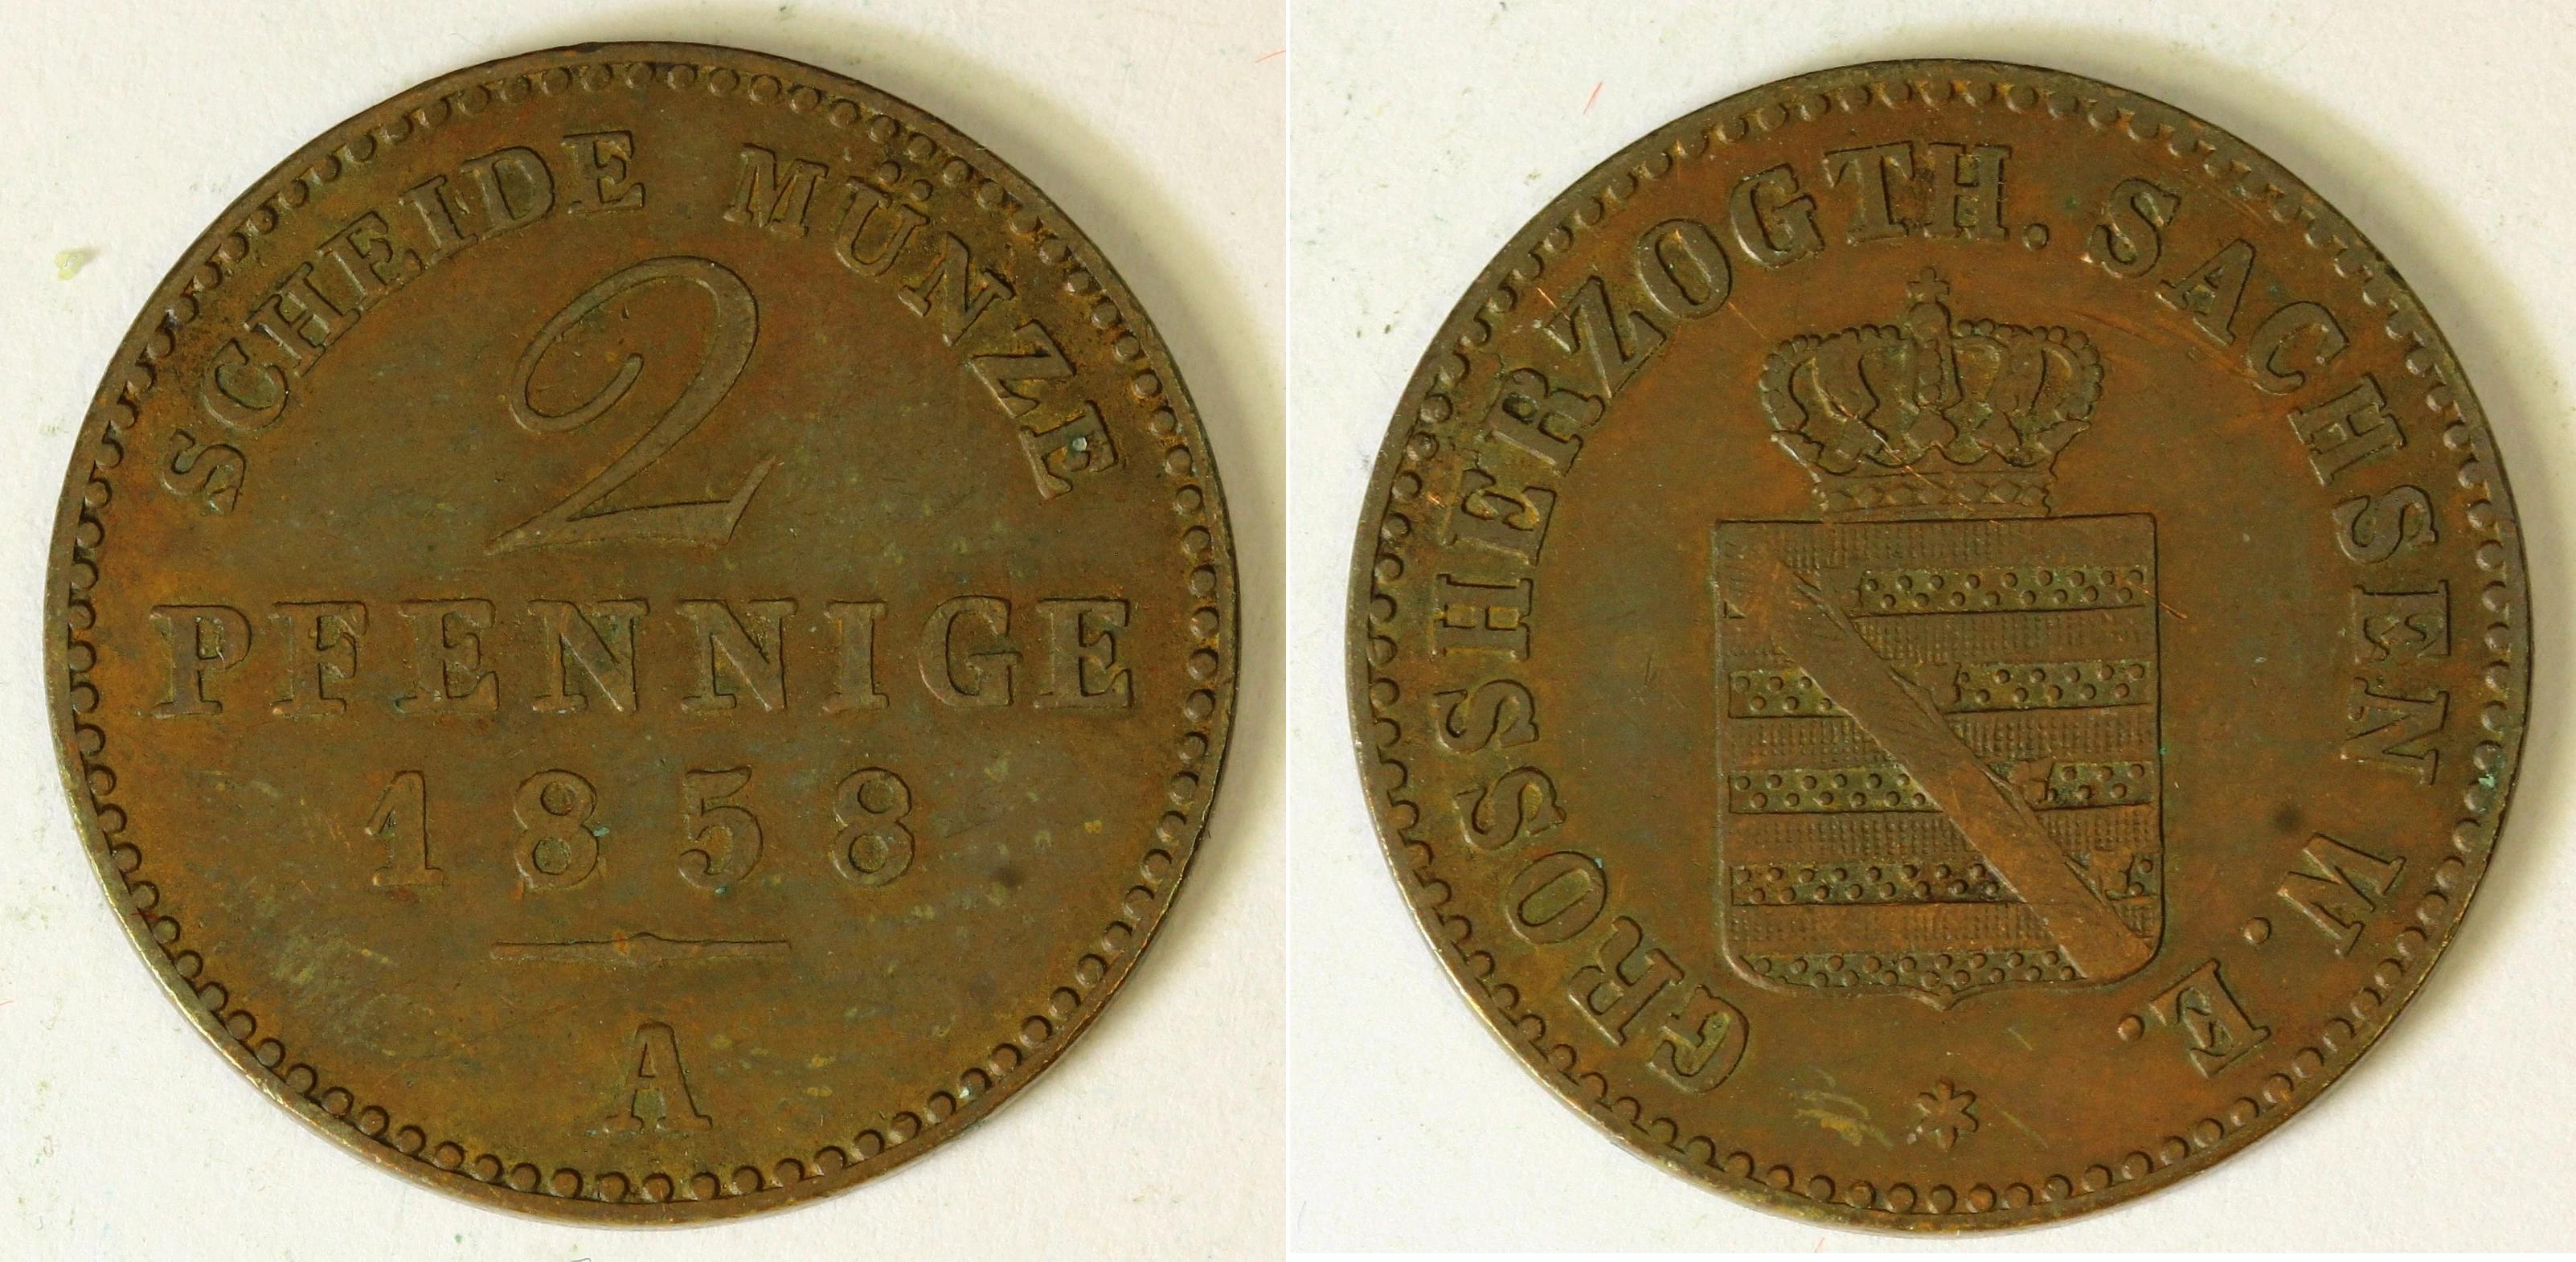 SCHEIDE MÜNZE
2
PFENNIGE
1858
A
GROSSHERZOGTH. SACHSEN W. E.